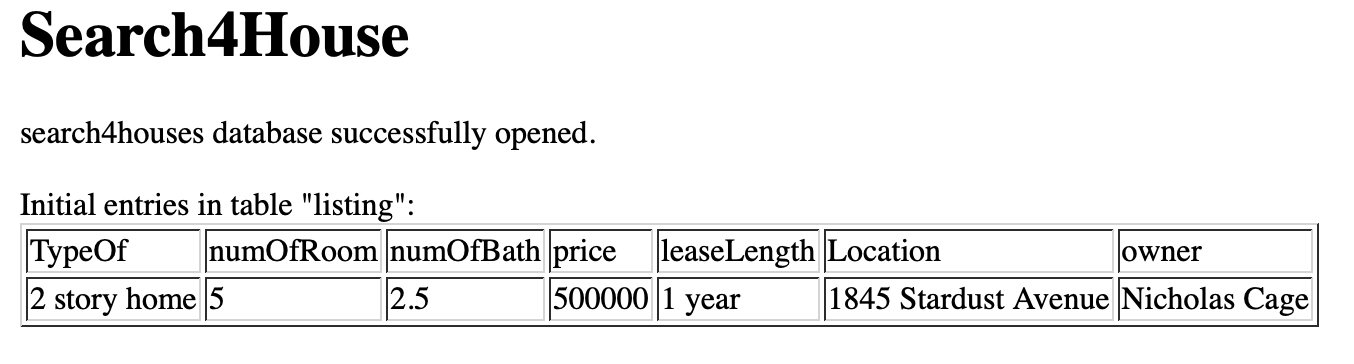 Search4House
search4houses database successfully opened.
Initial entries in table "listing":
TypeOf numOfRoom numOfBath price leaseLength Location owner
2 story home 5 2.5 500000 1 year 1845 Stardust Avenue Nicholas Cage